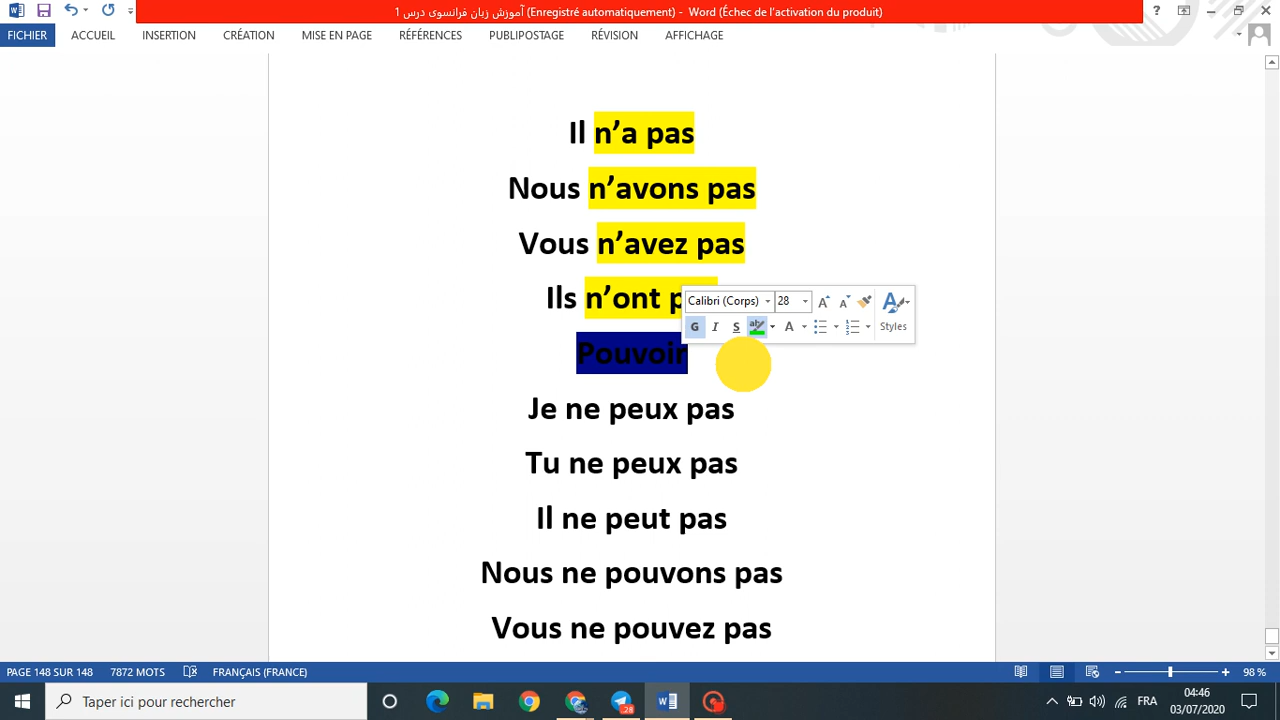 آموزش زبان فرانسوی درس 1 (Enregistré automatiquement) - Word (Échec de l'activation du produit)
FICHIER ACCUEIL INSERTION CRÉATION MISE EN PAGE RÉFÉRENCES PUBLIPOSTAGE RÉVISION AFFICHAGE
Il n'a pas
Nous n'avons pas
Vous n'avez pas
Ils n'ont p
Calibri (Corps) 28
G I S A Styles
Pouvoir
Je ne peux pas
Tu ne peux pas
Il ne peut pas
Nous ne pouvons pas
Vous ne pouvez pas
PAGE 148 SUR 148 7872 MOTS FRANÇAIS (FRANCE) 98 %
Taper ici pour rechercher
28
FRA
04:46
03/07/2020